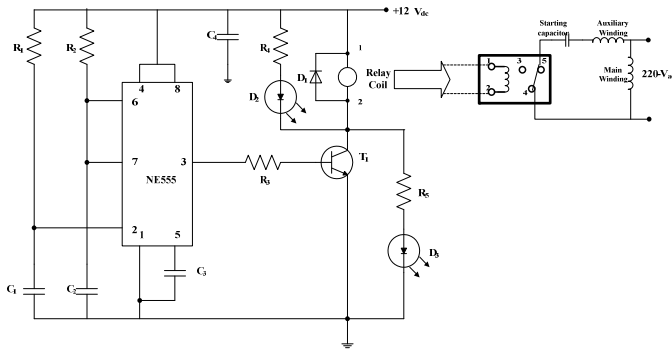 +12 Vdc
R1
R2
C4
R4
1
D1
Relay
Coil
2
D2
4
8
6
7
3
NE555
2
1
5
R3
T1
R5
D3
C1
C2
C3
Starting
capacitor
Auxiliary
Winding
1
3
5
2
4
Main
Winding
220-Va